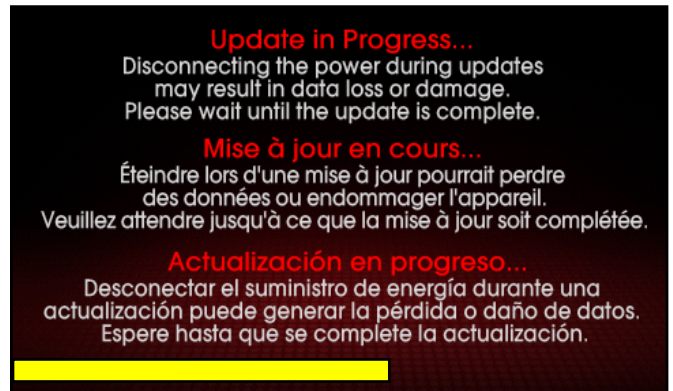 Update in Progress...
Disconnecting the power during updates
may result in data loss or damage.
Please wait until the update is complete.
Mise à jour en cours...
Éteindre lors d'une mise à jour pourrait perdre
des données ou endommager l'appareil.
Veuillez attendre jusqu'à ce que la mise à jour soit complétée.
Actualización en progreso...
Desconectar el suministro de energía durante una
actualización puede generar la pérdida o daño de datos.
Espere hasta que se complete la actualización.